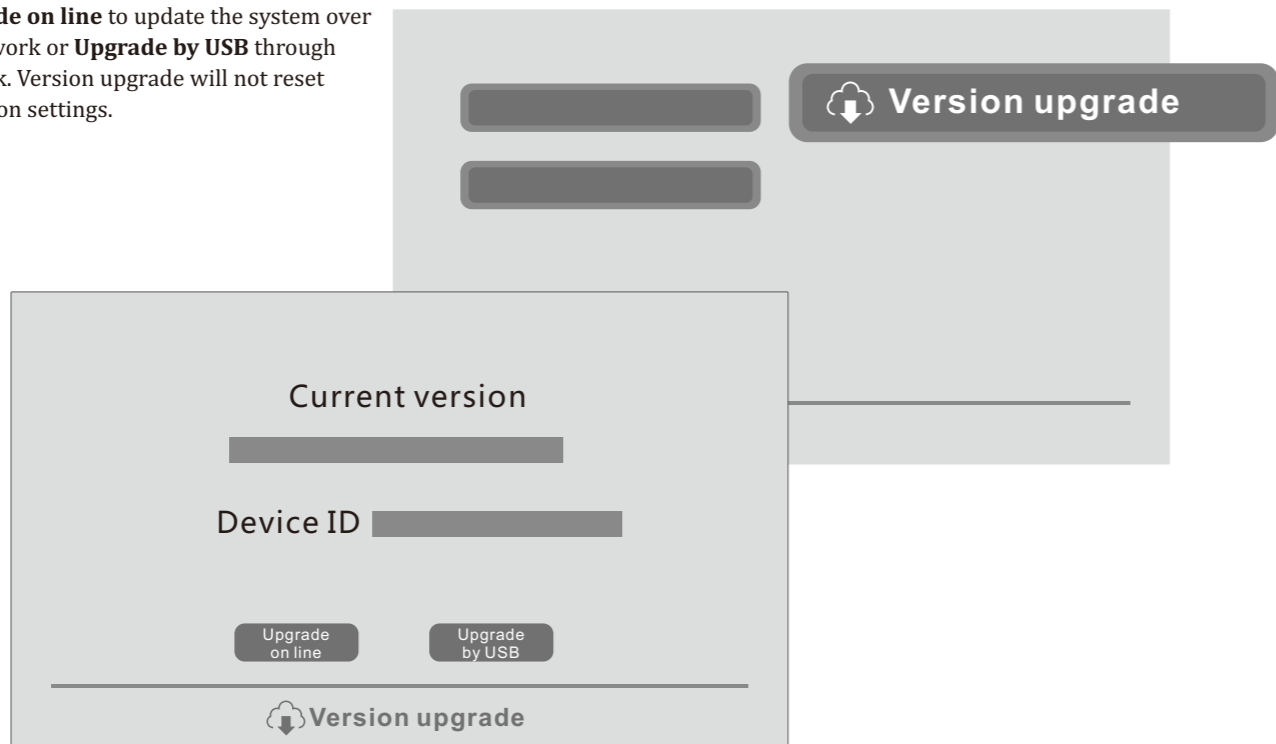 de on line to update the system over
work or Upgrade by USB through
k. Version upgrade will not reset
on settings.
Version upgrade
Current version
Device ID
Upgrade
on line
Upgrade
by USB
Version upgrade